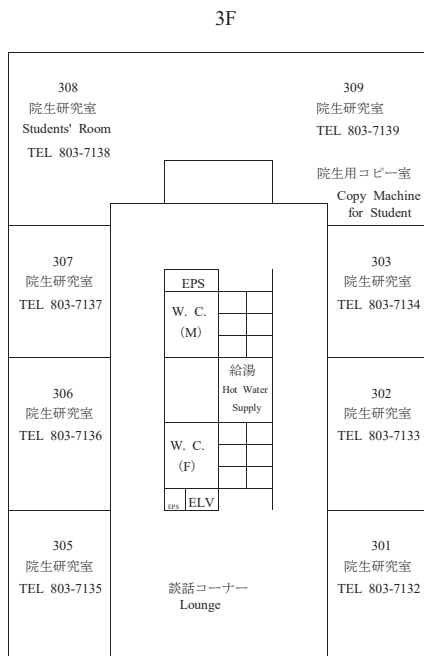 3F
308
院生研究室
Students' Room
TEL 803-7138
309
院生研究室
TEL 803-7139
院生用コピー室
Copy Machine
for Student
307
院生研究室
TEL 803-7137
303
院生研究室
TEL 803-7134
EPS
W. C.
(M)
給湯
Hot Water
Supply
306
院生研究室
TEL 803-7136
302
院生研究室
TEL 803-7133
W. C.
(F)
EPS
ELV
305
院生研究室
TEL 803-7135
301
院生研究室
TEL 803-7132
談話コーナー
Lounge